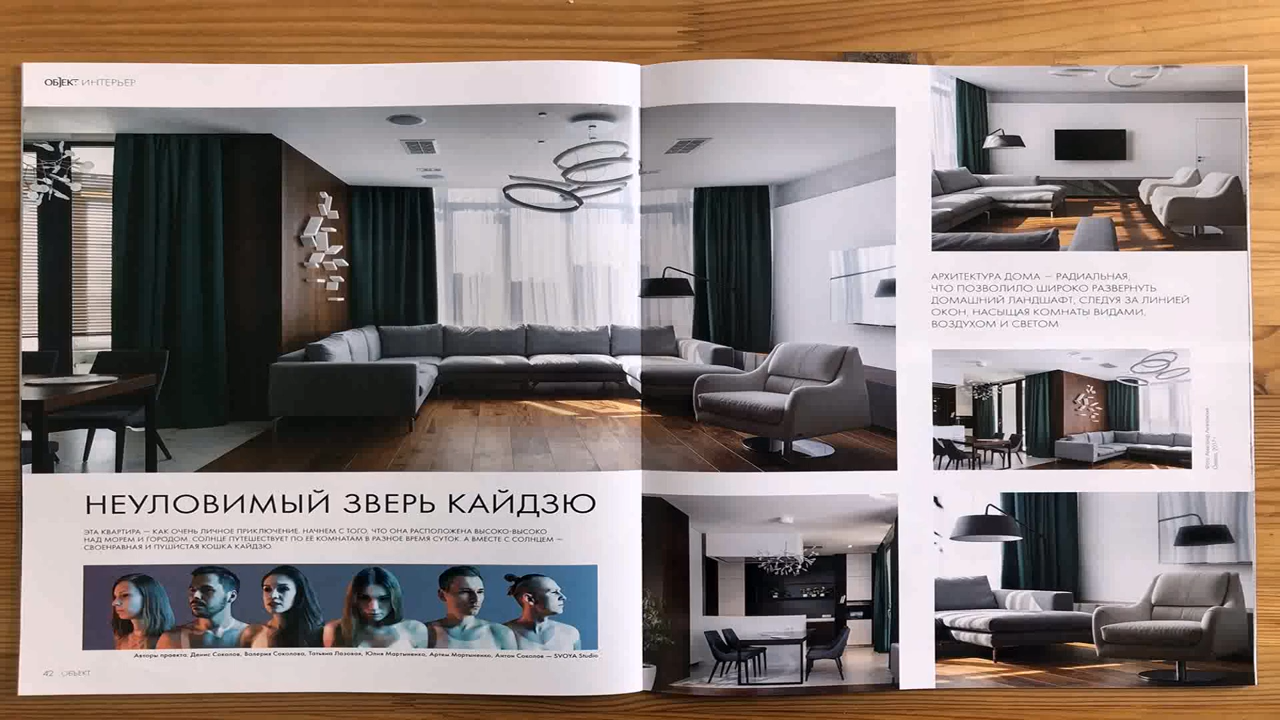 ОБЪЕКТ ИНТЕРЬЕР
НЕУЛОВИМЫЙ ЗВЕРЬ КАЙДЗЮ
ЭТА КВАРТИРА — КАК ОЧЕНЬ ЛИЧНОЕ ПРИКЛЮЧЕНИЕ. НАЧНЕМ С ТОГО, ЧТО ОНА РАСПОЛОЖЕНА ВЫСОКО-ВЫСОКО
НАД МОРЕМ И ГОРОДОМ. СОЛНЦЕ ПУТЕШЕСТВУЕТ ПО ЕЁ КОМНАТАМ В РАЗНОЕ ВРЕМЯ СУТОК. А ВМЕСТЕ С СОЛНЦЕМ —
СВОЕНРАВНАЯ И ПУШИСТАЯ КОШКА КАЙДЗЮ
Авторы проекта: Денис Соколов, Валерия Соколова, Татьяна Лазовая, Юлия Мартыненко, Артем Мартыненко, Антон Соколов — SVOYA Studio
42 ОБЪЕКТ
АРХИТЕКТУРА ДОМА — РАДИАЛЬНАЯ,
ЧТО ПОЗВОЛИЛО ШИРОКО РАЗВЕРНУТЬ
ДОМАШНИЙ ЛАНДШАФТ, СЛЕДУЯ ЗА ЛИНИЕЙ
ОКОН, НАСЫЩАЯ КОМНАТЫ ВИДАМИ,
ВОЗДУХОМ И СВЕТОМ